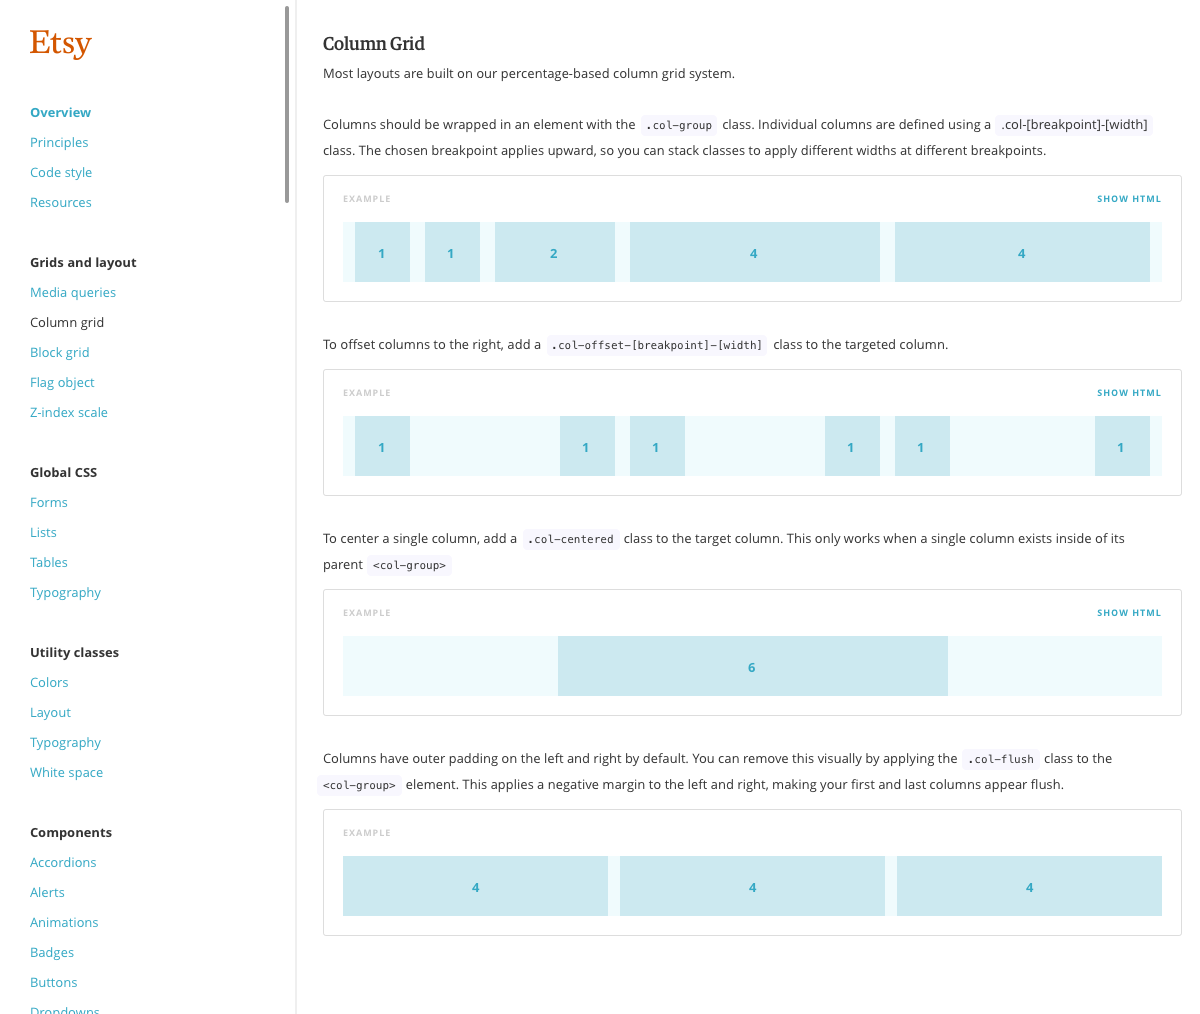 Etsy
Overview
Principles
Code style
Resources
Grids and layout
Media queries
Column grid
Block grid
Flag object
Z-index scale
Global CSS
Forms
Lists
Tables
Typography
Utility classes
Colors
Layout
Typography
White space
Components
Accordions
Alerts
Animations
Badges
Buttons
Dropdowns
Column Grid
Most layouts are built on our percentage-based column grid system.
Columns should be wrapped in an element with the .col-group class. Individual columns are defined using a .col-[breakpoint]-[width]
class. The chosen breakpoint applies upward, so you can stack classes to apply different widths at different breakpoints.
EXAMPLE SHOW HTML
1 1 2 4 4
To offset columns to the right, add a .col-offset-[breakpoint]-[width] class to the targeted column.
EXAMPLE SHOW HTML
1 1 1 1 1 1
To center a single column, add a .col-centered class to the target column. This only works when a single column exists inside of its
parent <col-group>
EXAMPLE SHOW HTML
6
Columns have outer padding on the left and right by default. You can remove this visually by applying the .col-flush class to the
<col-group> element. This applies a negative margin to the left and right, making your first and last columns appear flush.
EXAMPLE
4 4 4